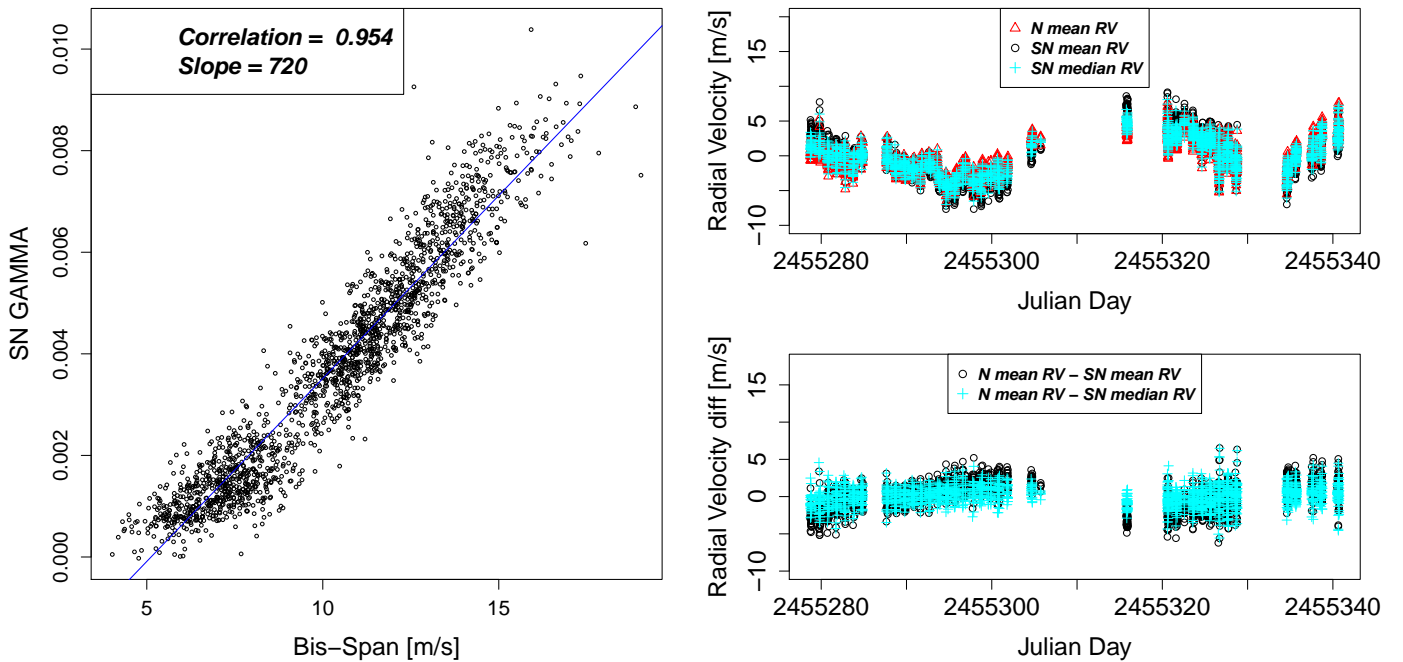 Correlation = 0.954
Slope = 720
SN GAMMA
0.000
0.002
0.004
0.006
0.008
0.010
5
10
15
Bis−Span [m/s]
N mean RV
SN mean RV
SN median RV
Radial Velocity [m/s]
−10
0
5
15
2455280
2455300
2455320
2455340
Julian Day
N mean RV − SN mean RV
N mean RV − SN median RV
Radial Velocity diff [m/s]
−10
0
5
15
2455280
2455300
2455320
2455340
Julian Day